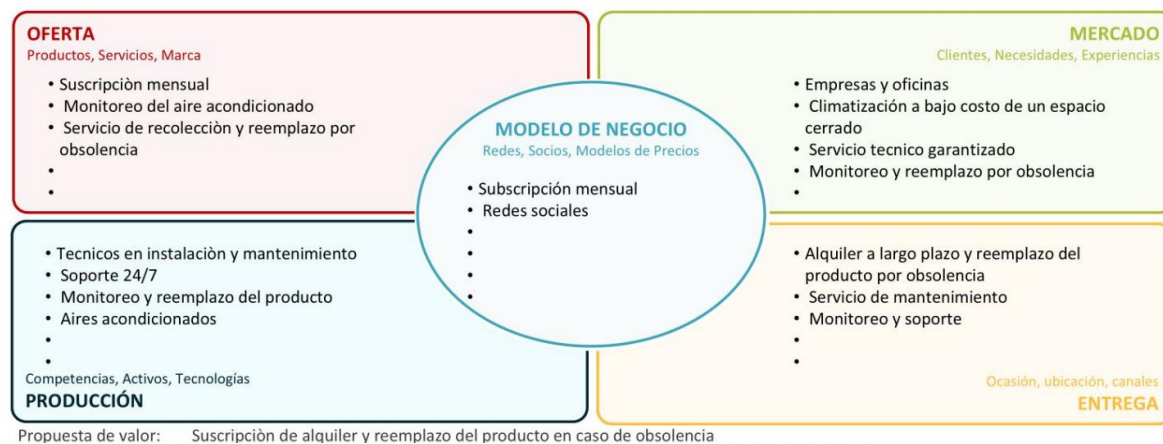 OFERTA
Productos, Servicios, Marca
• Suscripciòn mensual
• Monitoreo del aire acondicionado
• Servicio de recolecciòn y reemplazo por
obsolencia
•
•
MERCADO
Clientes, Necesidades, Experiencias
• Empresas y oficinas
• Climatización a bajo costo de un espacio
cerrado
• Servicio tecnico garantizado
• Monitoreo y reemplazo por obsolencia
•
MODELO DE NEGOCIO
Redes, Socios, Modelos de Precios
• Subscripción mensual
• Redes sociales
•
•
•
•
• Tecnicos en instalaciòn y mantenimiento
• Soporte 24/7
• Monitoreo y reemplazo del producto
• Aires acondicionados
•
•
Competencias, Activos, Tecnologías
PRODUCCIÓN
• Alquiler a largo plazo y reemplazo del
producto por obsolencia
• Servicio de mantenimiento
• Monitoreo y soporte
•
•
Ocasión, ubicación, canales
ENTREGA
Propuesta de valor: Suscripciòn de alquiler y reemplazo del producto en caso de obsolencia